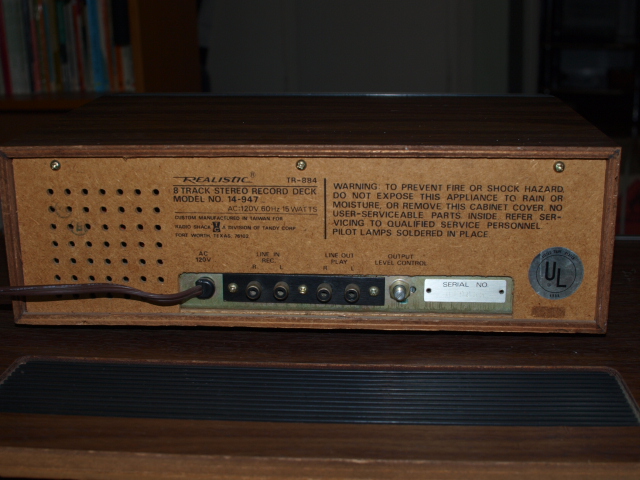 REALISTIC® TR-884
8 TRACK STEREO RECORD DECK
MODEL NO. 14-947
AC:120V 60Hz 15 WATTS
CUSTOM MANUFACTURED IN TAIWAN FOR
RADIO SHACK A DIVISION OF TANDY CORP.
FORT WORTH, TEXAS, 76102
WARNING: TO PREVENT FIRE OR SHOCK HAZARD,
DO NOT EXPOSE THIS APPLIANCE TO RAIN OR
MOISTURE, OR REMOVE THIS CABINET COVER. NO
USER-SERVICEABLE PARTS INSIDE. REFER SER-
VICING TO QUALIFIED SERVICE PERSONNEL.
PILOT LAMPS SOLDERED IN PLACE.
AC
120V
LINE IN
REC.
R L
LINE OUT
PLAY
R L
OUTPUT
LEVEL CONTROL
SERIAL NO
UL